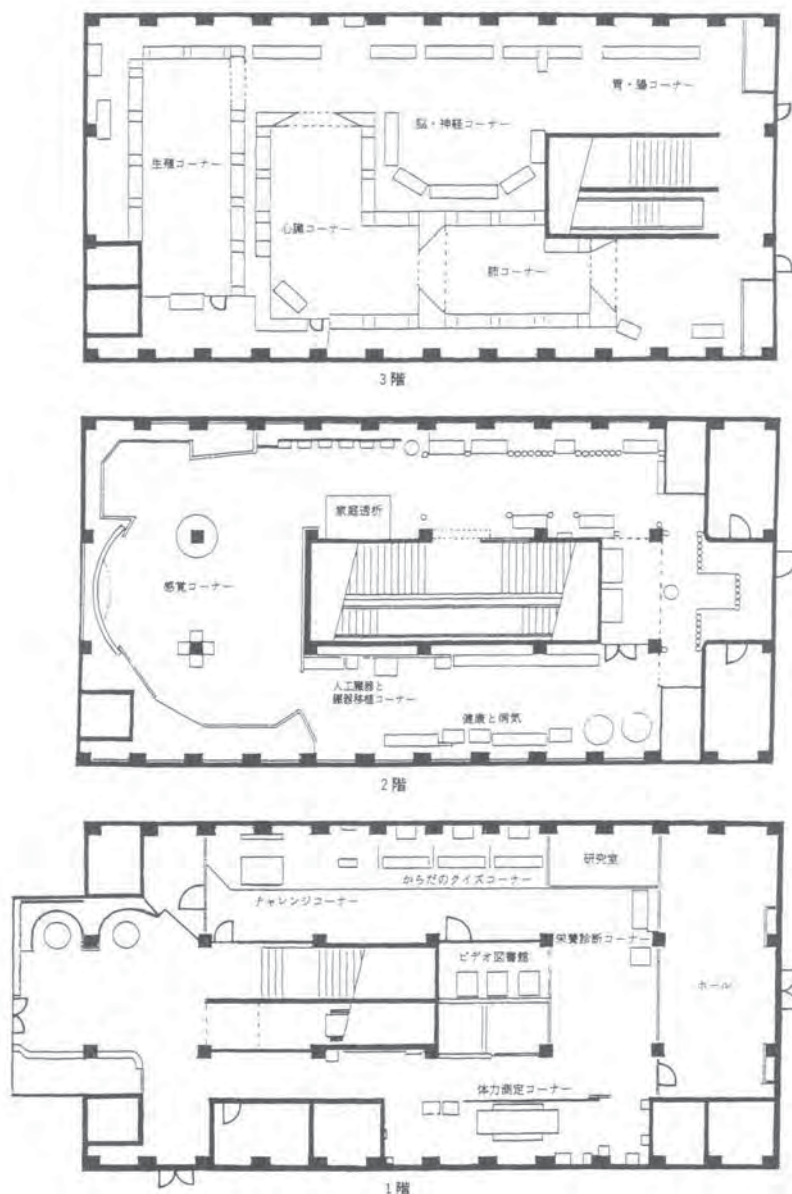 胃・腸コーナー
脳・神経コーナー
生殖コーナー
心臓コーナー
肺コーナー
3階
家庭透析
感覚コーナー
人工臓器と
臓器移植コーナー
健康と病気
2階
研究室
からだのクイズコーナー
チャレンジコーナー
栄養診断コーナー
ビデオ図書館
ホール
体力測定コーナー
1階